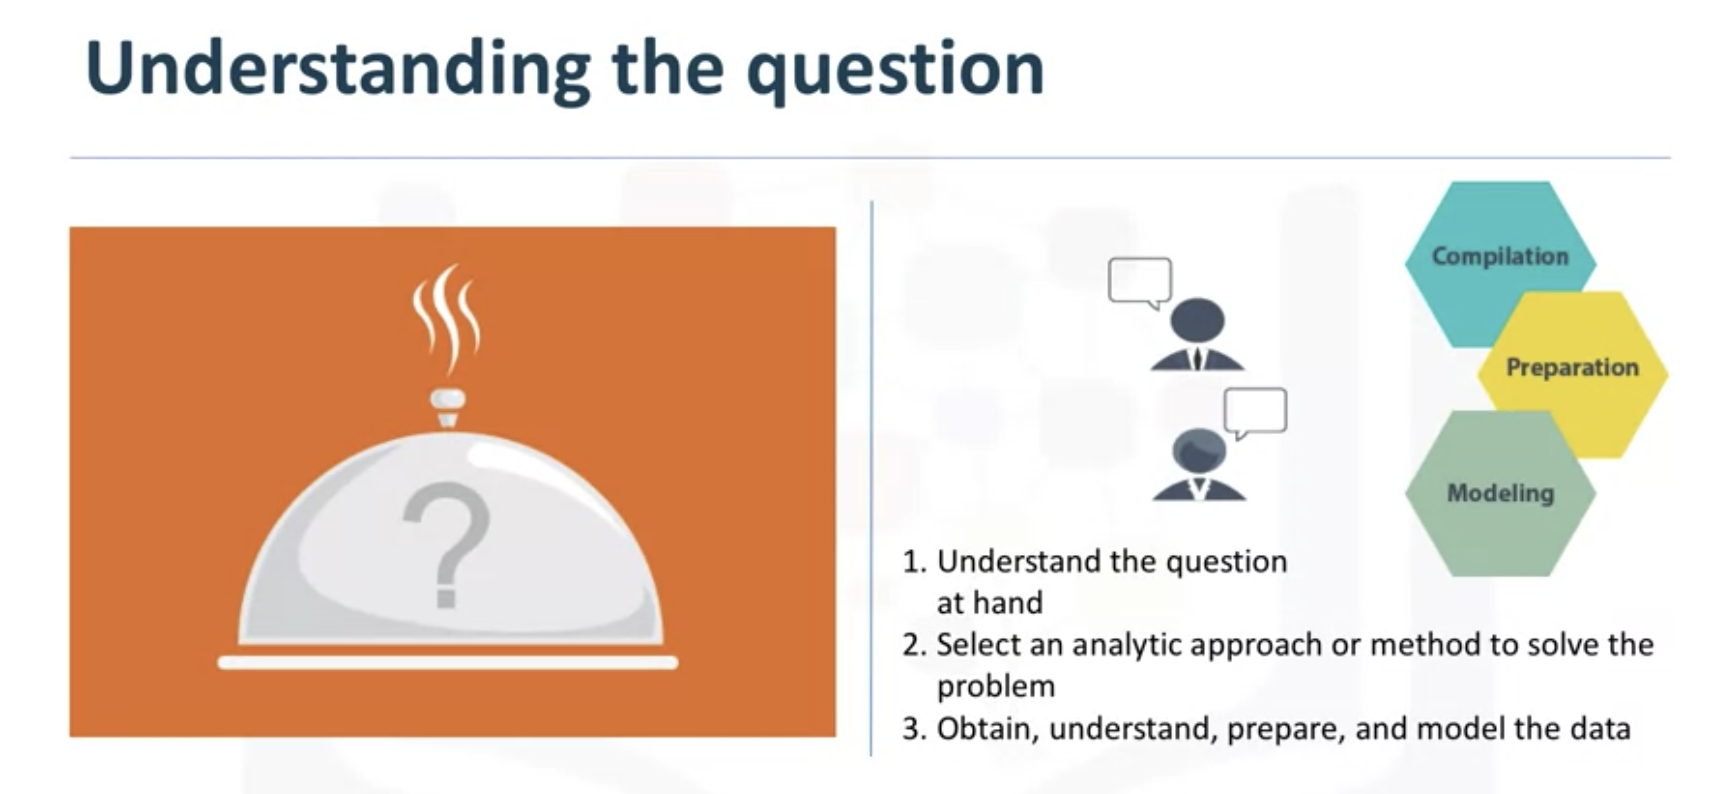 Understanding the question
?
Compilation
Preparation
Modeling
1. Understand the question
at hand
2. Select an analytic approach or method to solve the
problem
3. Obtain, understand, prepare, and model the data